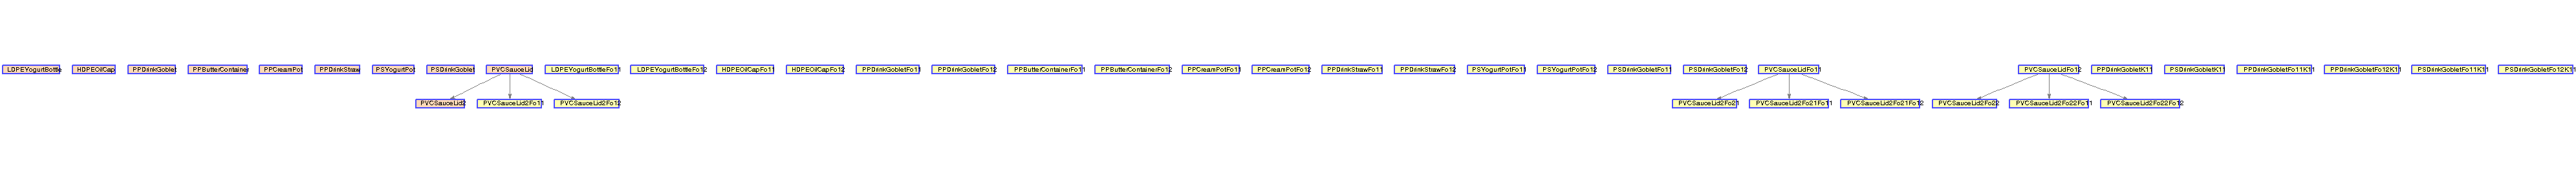 LDPEYogurtBottle HDPEOilCap PPDrinkGoblet PPButterContainer PPCreamPot PPDrinkStraw PSYogurtPot PSDrinkGoblet PVCSauceLid LDPEYogurtBottleFo11 LDPEYogurtBottleFo12 HDPEOilCapFo11 HDPEOilCapFo12 PPDrinkGobletFo11 PPDrinkGobletFo12 PPButterContainerFo11 PPButterContainerFo12 PPCreamPotFo11 PPCreamPotFo12 PPDrinkStrawFo11 PPDrinkStrawFo12 PSYogurtPotFo11 PSYogurtPotFo12 PSDrinkGobletFo11 PSDrinkGobletFo12 PVCSauceLidFo11 PVCSauceLidFo12 PPDrinkGobletK11 PSDrinkGobletK11 PPDrinkGobletFo11K11 PPDrinkGobletFo12K11 PSDrinkGobletFo11K11 PSDrinkGobletFo12K11
PVCSauceLid2 PVCSauceLid2Fo11 PVCSauceLid2Fo12 PVCSauceLid2Fo21 PVCSauceLid2Fo21Fo11 PVCSauceLid2Fo21Fo12 PVCSauceLid2Fo22 PVCSauceLid2Fo22Fo11 PVCSauceLid2Fo22Fo12